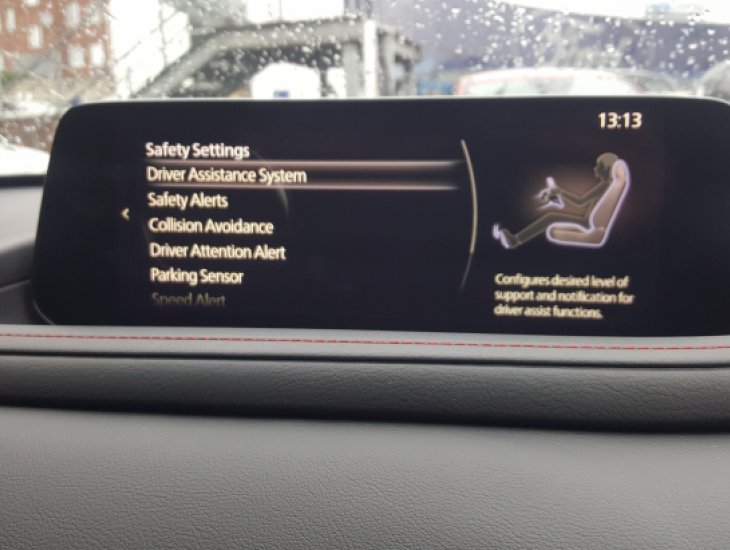 13:13
Safety Settings
Driver Assistance System
Safety Alerts
Collision Avoidance
Driver Attention Alert
Parking Sensor
Speed Alert
Configures desired level of
support and notification for
driver assist functions.